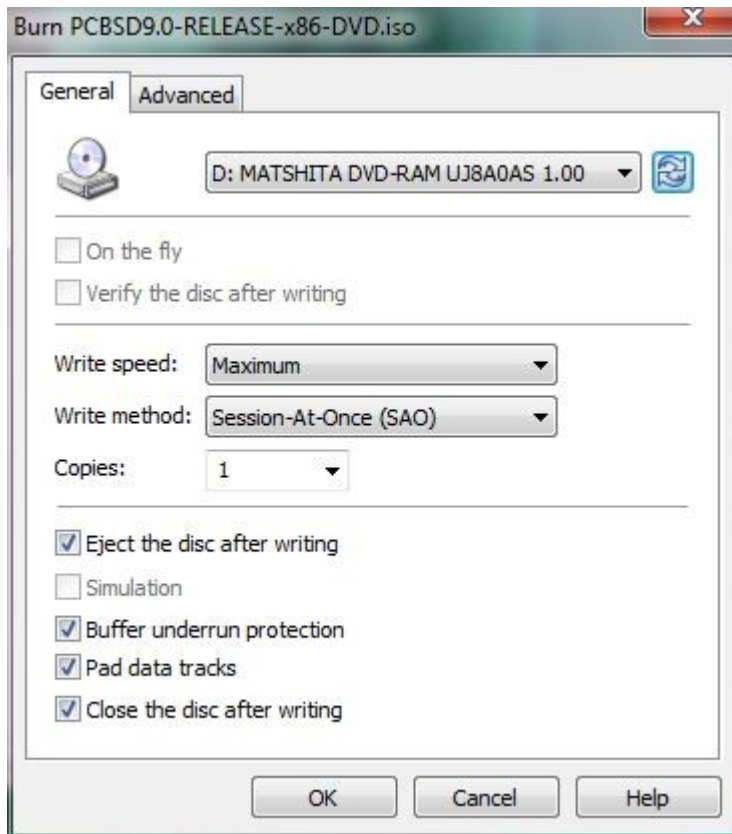 Burn PCBSD9.0-RELEASE-x86-DVD.iso
General Advanced
D: MATSHITA DVD-RAM UJ8A0AS 1.00
On the fly
Verify the disc after writing
Write speed: Maximum
Write method: Session-At-Once (SAO)
Copies: 1
Eject the disc after writing
Simulation
Buffer underrun protection
Pad data tracks
Close the disc after writing
OK Cancel Help